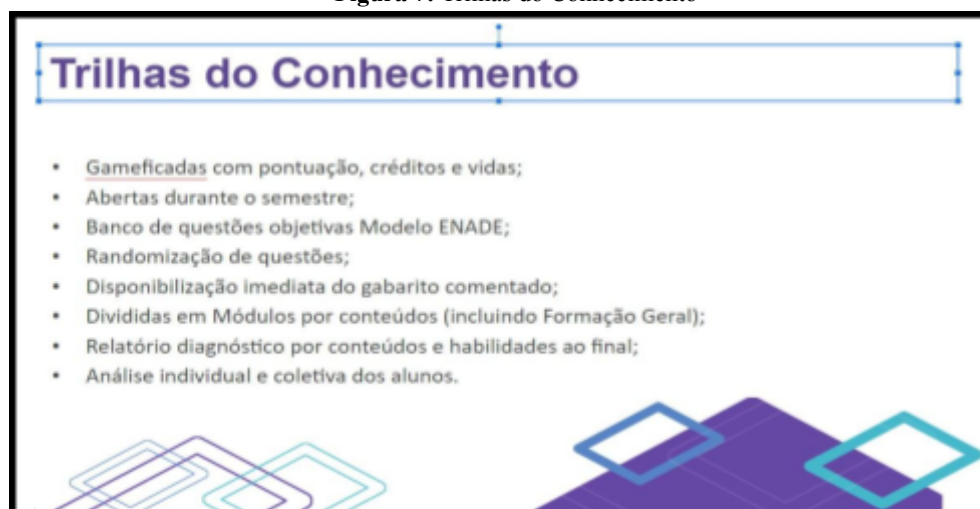 Trilhas do Conhecimento
• Gameficadas com pontuação, créditos e vidas;
• Abertas durante o semestre;
• Banco de questões objetivas Modelo ENADE;
• Randomização de questões;
• Disponibilização imediata do gabarito comentado;
• Divididas em Módulos por conteúdos (incluindo Formação Geral);
• Relatório diagnóstico por conteúdos e habilidades ao final;
• Análise individual e coletiva dos alunos.